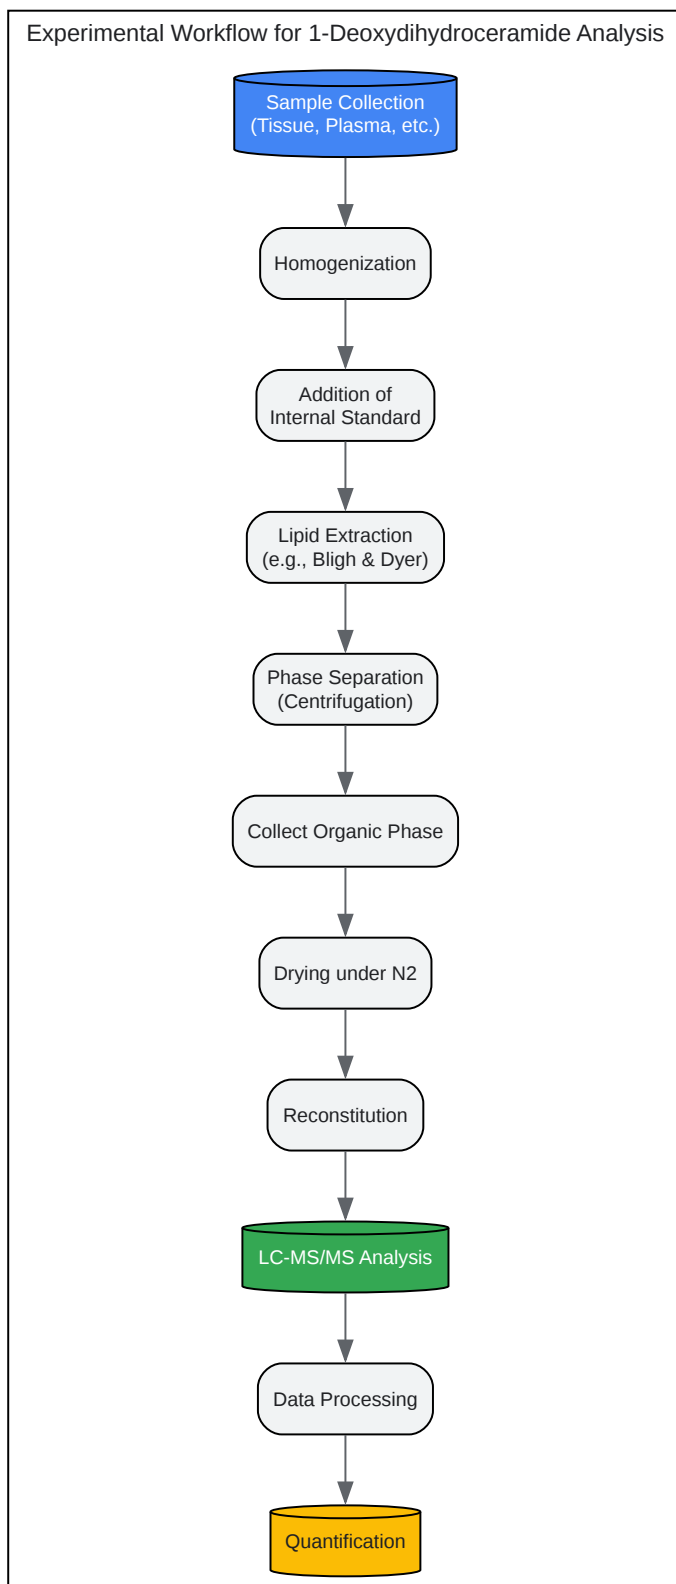 Experimental Workflow for 1-Deoxydihydroceramide Analysis
Sample Collection
(Tissue, Plasma, etc.)
Homogenization
Addition of
Internal Standard
Lipid Extraction
(e.g., Bligh & Dyer)
Phase Separation
(Centrifugation)
Collect Organic Phase
Drying under N2
Reconstitution
LC-MS/MS Analysis
Data Processing
Quantification